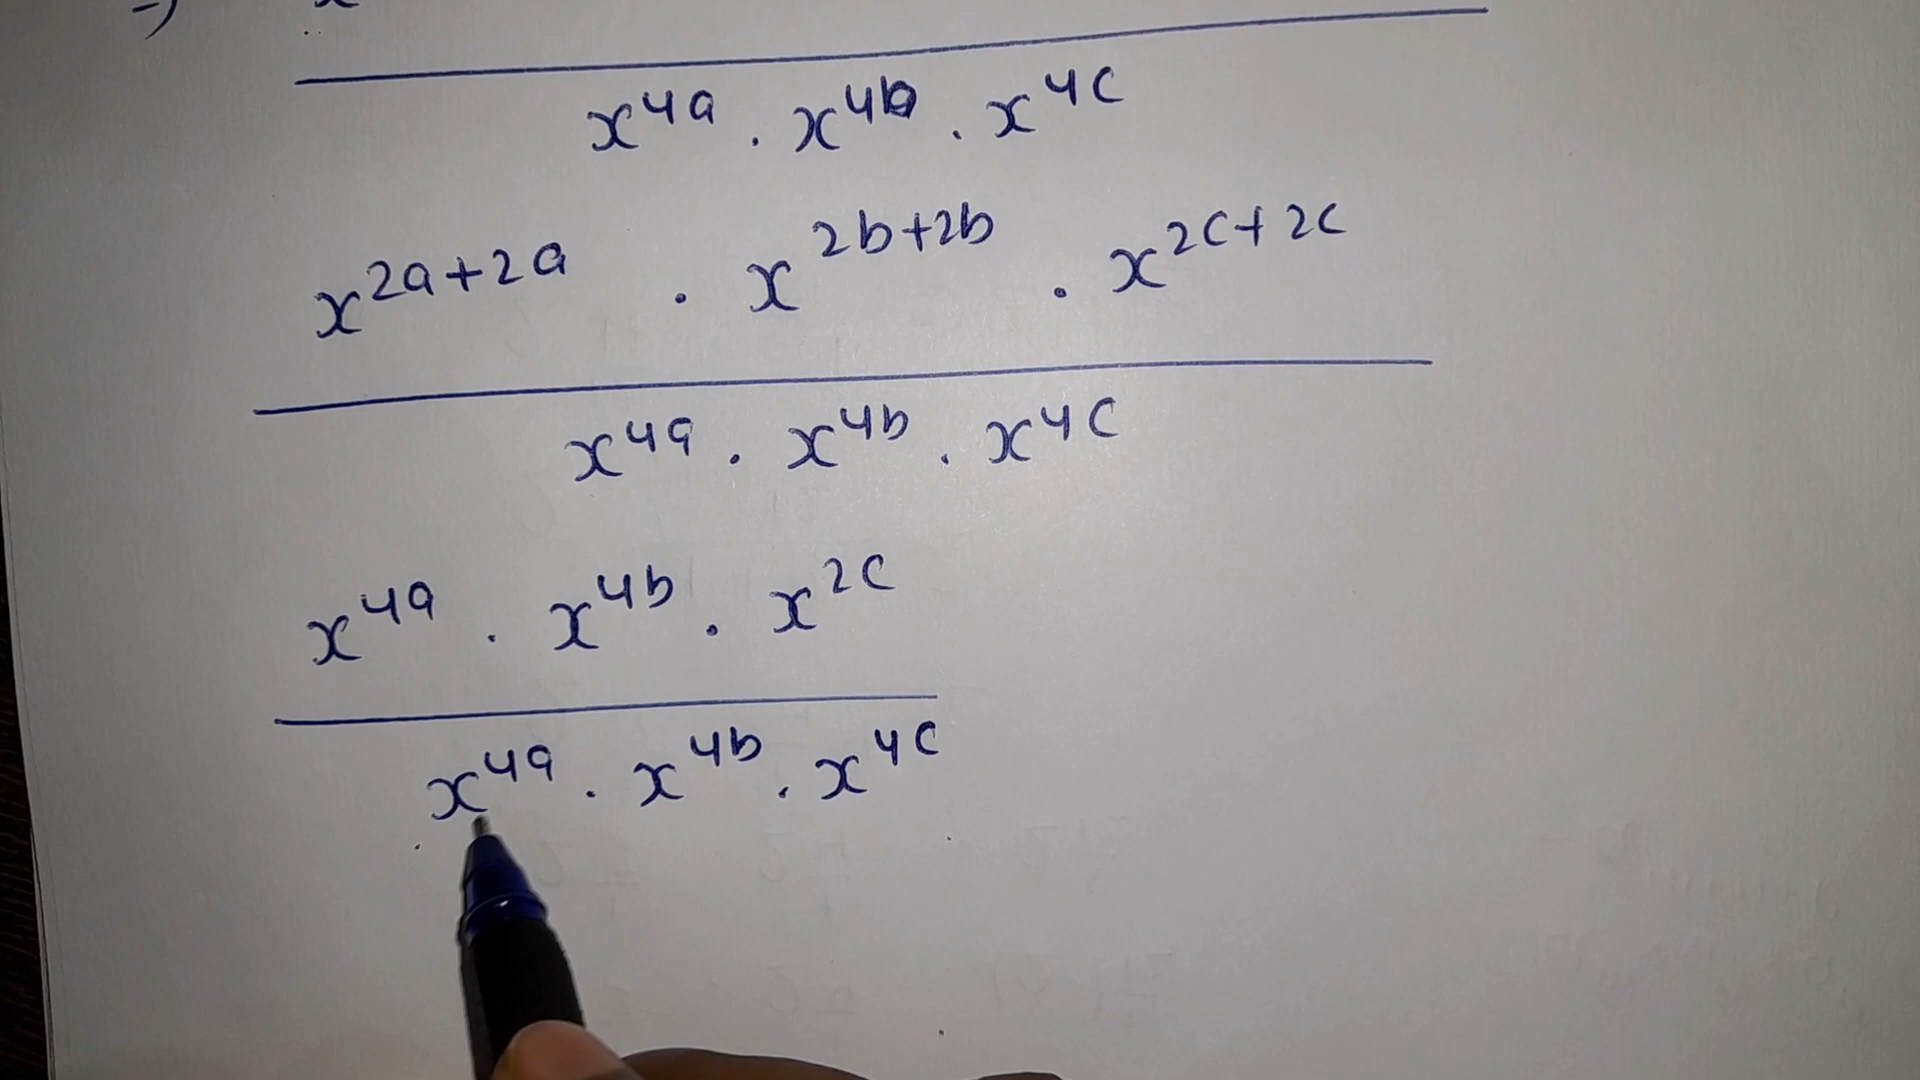 x^4a . x^4b . x^4c
x^2a+2a . x^2b+2b . x^2c+2c
x^4a . x^4b . x^4c
x^4a . x^4b . x^2c
x^4a . x^4b . x^4c